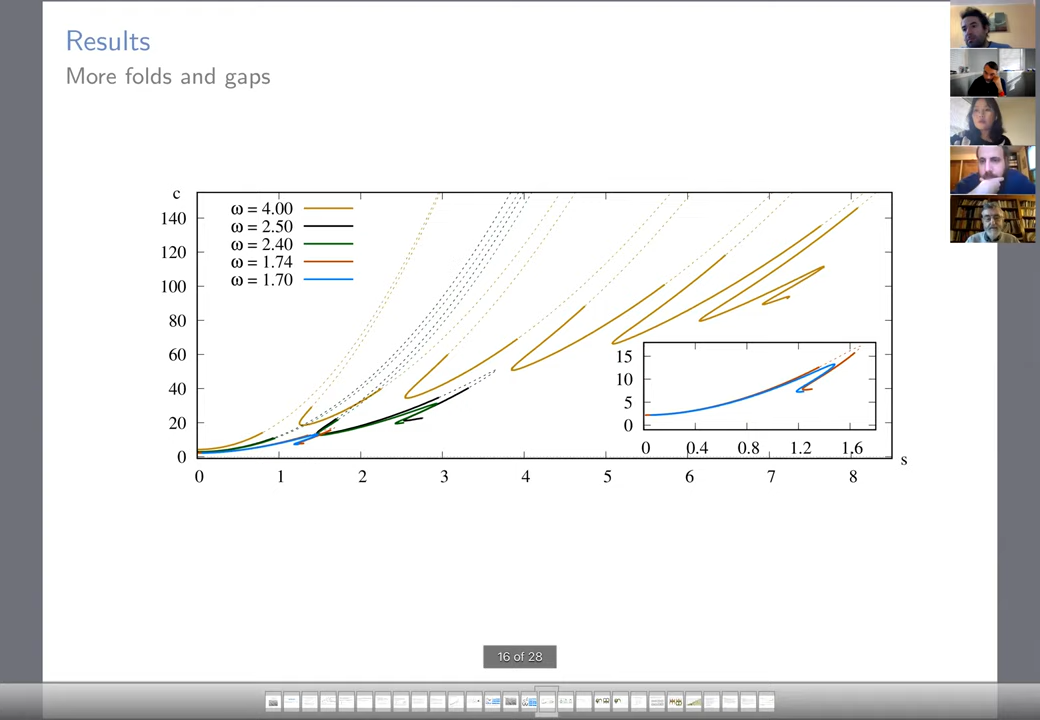 Results
More folds and gaps
c
140
120
100
80
60
40
20
0
ω = 4.00
ω = 2.50
ω = 2.40
ω = 1.74
ω = 1.70
15
10
5
0
0 0.4 0.8 1.2 1.6
0 1 2 3 4 5 6 7 8
s
16 of 28